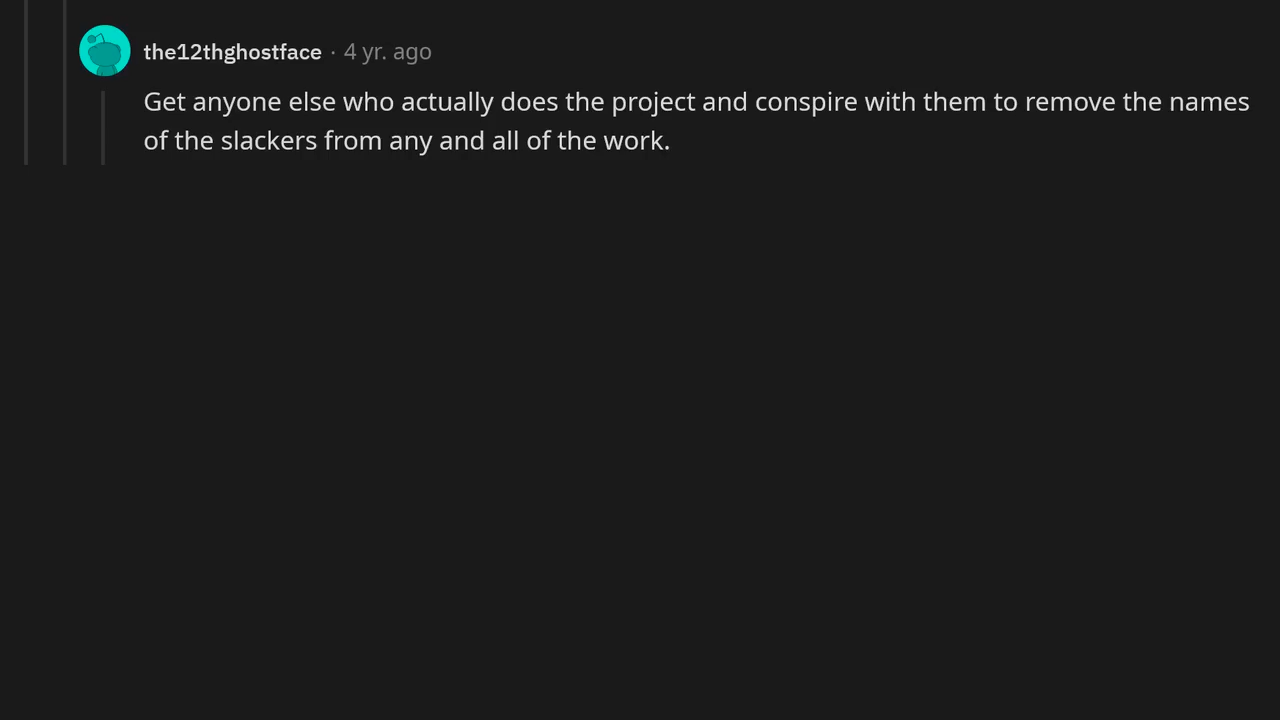 the12thghostface · 4 yr. ago
Get anyone else who actually does the project and conspire with them to remove the names
of the slackers from any and all of the work.